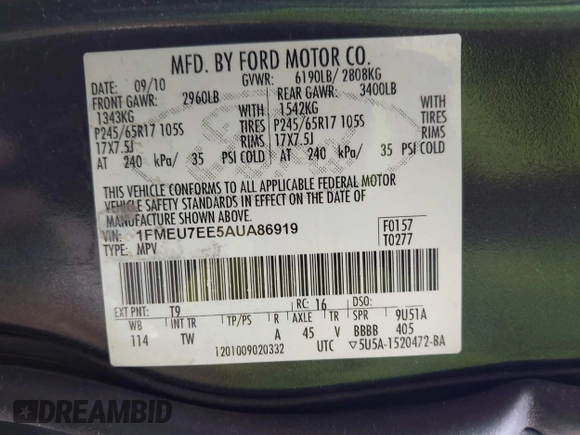 MFD. BY FORD MOTOR CO.
DATE: 09/10 GVWR: 6190LB/ 2808KG
FRONT GAWR: 2960LB REAR GAWR: 3400LB
1343KG 1542KG
P245/65R17 105S TIRES P245/65R17 105S TIRES
17X7.5J RIMS 17X7.5J RIMS
AT 240 kPa/ 35 PSI COLD AT 240 kPa/ 35 PSI COLD
THIS VEHICLE CONFORMS TO ALL APPLICABLE FEDERAL MOTOR
VEHICLE SAFETY STANDARDS IN EFFECT ON THE DATE OF
MANUFACTURE SHOWN ABOVE.
VIN: 1FMEU7EE5AUA86919 F0157
TYPE: MPV T0277
EXT PNT: T9 RC: 16 DSO:
WB INT TR TP/PS R AXLE TR SPR 9U51A
114 TW A 45 V BBBB 405
1201009020332 UTC ▽5U5A-1520472-BA
DREAMBID